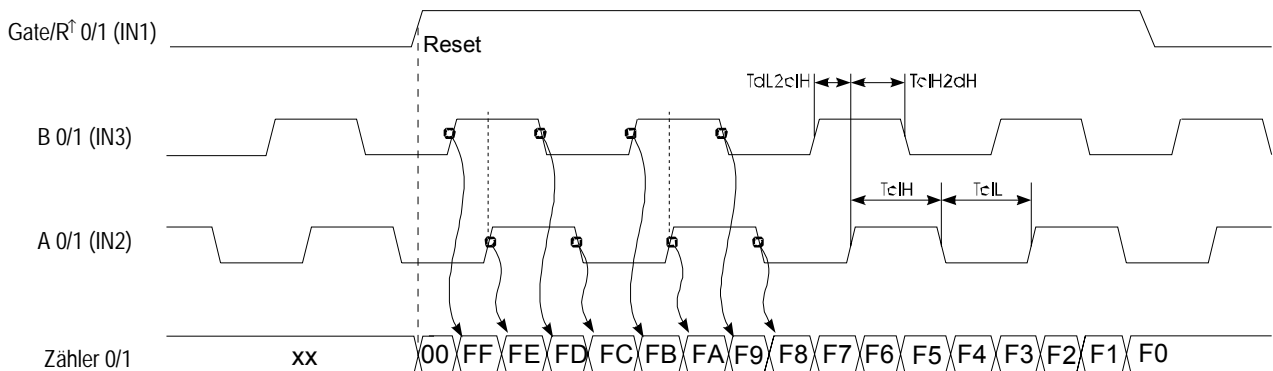 Gate/R↑ 0/1 (IN1)
Reset
TdL2clH
TclH2dH
B 0/1 (IN3)
TclH
TclL
A 0/1 (IN2)
Zähler 0/1
xx 00 FF FE FD FC FB FA F9 F8 F7 F6 F5 F4 F3 F2 F1 F0